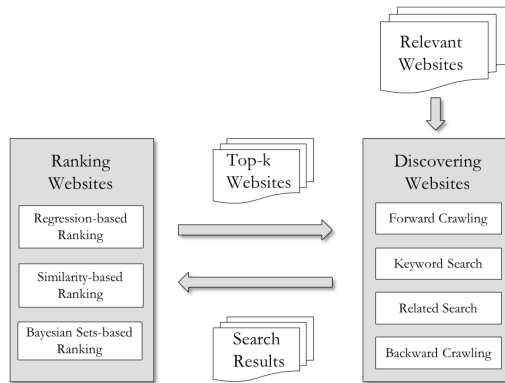 Relevant
Websites
Ranking
Websites
Regression-based
Ranking
Similarity-based
Ranking
Bayesian Sets-based
Ranking
Top-k
Websites
Search
Results
Discovering
Websites
Forward Crawling
Keyword Search
Related Search
Backward Crawling